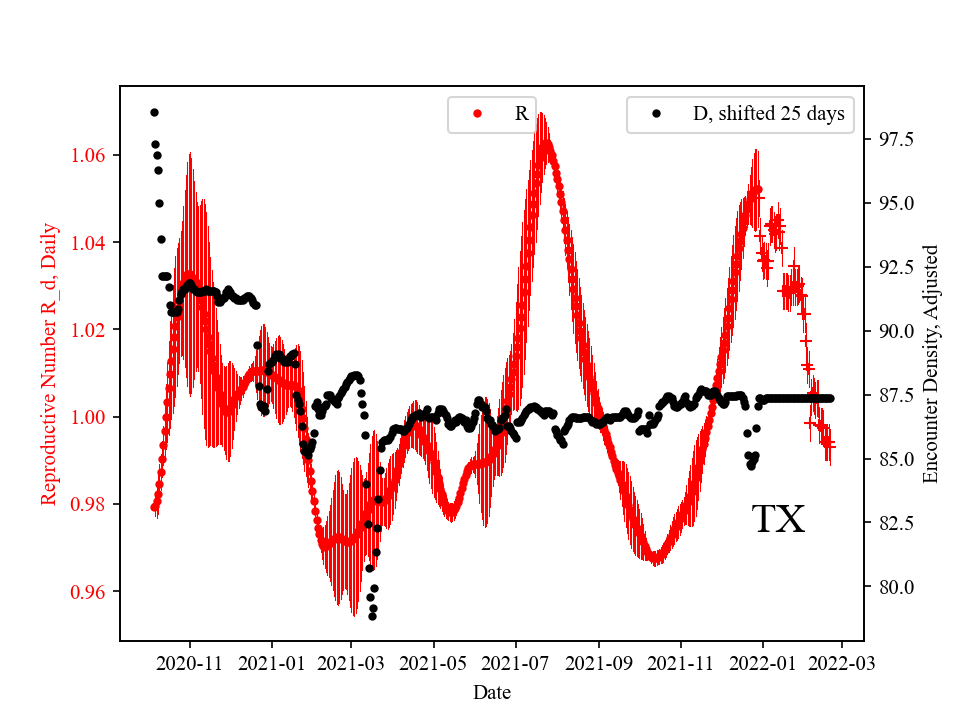 R
D, shifted 25 days
1.06
1.04
1.02
1.00
0.98
0.96
Reproductive Number R_d, Daily
97.5
95.0
92.5
90.0
87.5
85.0
82.5
80.0
Encounter Density, Adjusted
TX
2020-11 2021-01 2021-03 2021-05 2021-07 2021-09 2021-11 2022-01 2022-03
Date